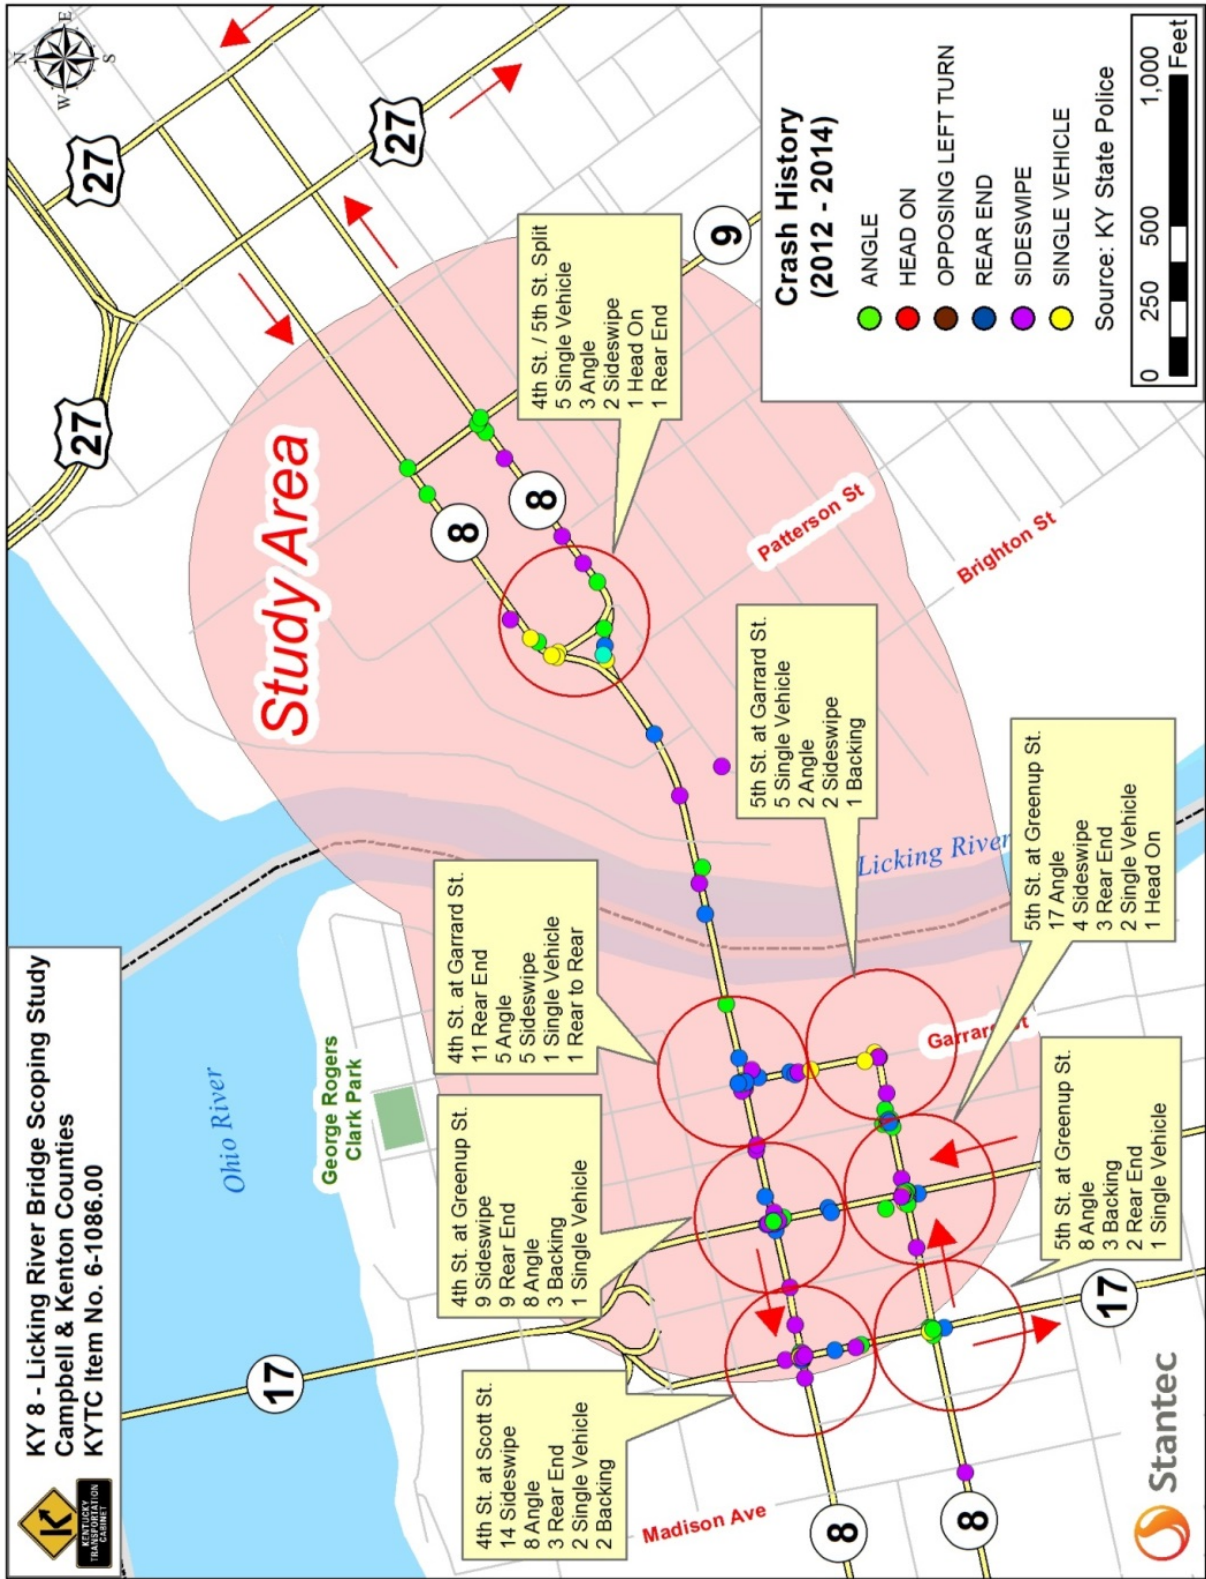 KY 8 - Licking River Bridge Scoping Study
Campbell & Kenton Counties
KYTC Item No. 6-1086.00
K
KENTUCKY
TRANSPORTATION
CABINET
Ohio River
George Rogers
Clark Park
Study Area
27
27
27
N
E
S
W
17
4th St. at Scott St.
14 Sideswipe
8 Angle
3 Rear End
2 Single Vehicle
2 Backing
4th St. at Greenup St.
9 Sideswipe
9 Rear End
8 Angle
3 Backing
1 Single Vehicle
4th St. at Garrard St.
11 Rear End
5 Angle
5 Sideswipe
1 Single Vehicle
1 Rear to Rear
8
8
4th St. / 5th St. Split
5 Single Vehicle
3 Angle
2 Sideswipe
1 Head On
1 Rear End
9
Madison Ave
8
8
5th St. at Garrard St.
5 Single Vehicle
2 Angle
2 Sideswipe
1 Backing
Patterson St
Brighton St
Licking River
Garrard St
5th St. at Greenup St.
17 Angle
4 Sideswipe
3 Rear End
2 Single Vehicle
1 Head On
5th St. at Greenup St.
8 Angle
3 Backing
2 Rear End
1 Single Vehicle
17
Stantec
Crash History
(2012 - 2014)
ANGLE
HEAD ON
OPPOSING LEFT TURN
REAR END
SIDESWIPE
SINGLE VEHICLE
Source: KY State Police
0 250 500 1,000
Feet